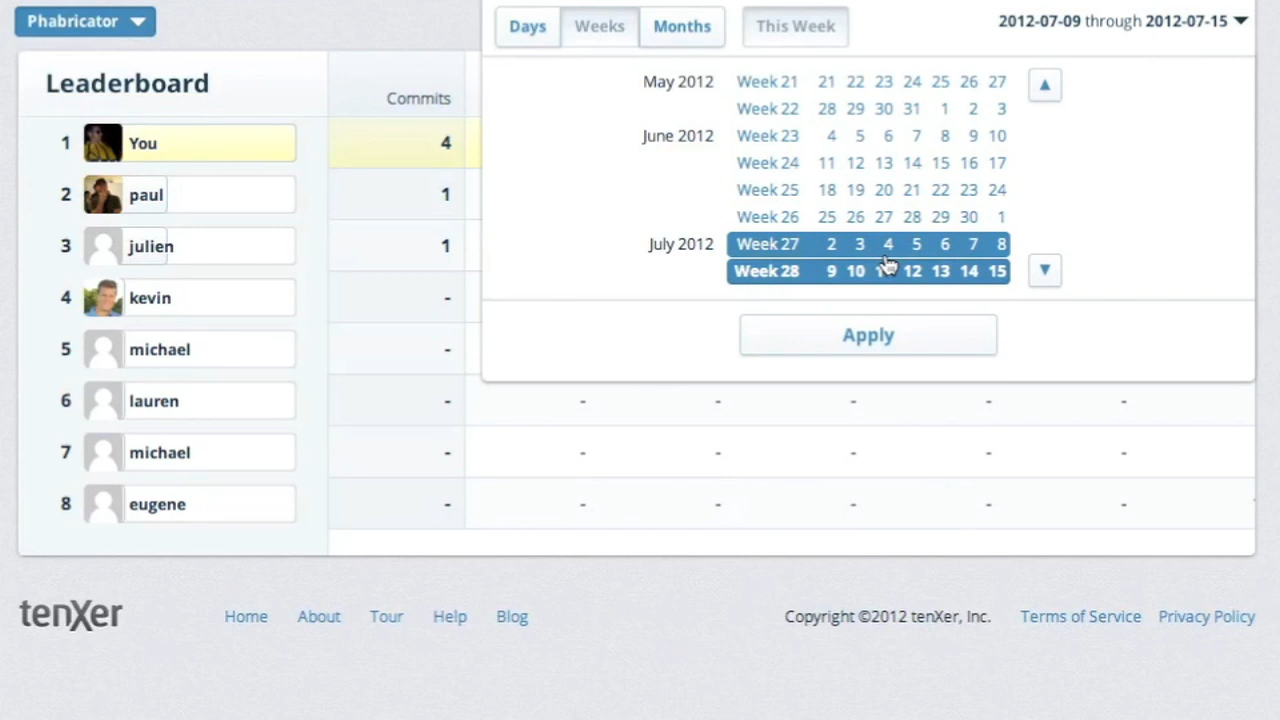 Phabricator
Days Weeks Months This Week 2012-07-09 through 2012-07-15
Leaderboard
Commits
1 You 4
2 paul 1
3 julien 1
4 kevin -
5 michael -
6 lauren - - - - - -
7 michael - - - - - -
8 eugene - - - - - -
May 2012 Week 21 21 22 23 24 25 26 27
Week 22 28 29 30 31 1 2 3
June 2012 Week 23 4 5 6 7 8 9 10
Week 24 11 12 13 14 15 16 17
Week 25 18 19 20 21 22 23 24
Week 26 25 26 27 28 29 30 1
July 2012 Week 27 2 3 4 5 6 7 8
Week 28 9 10 12 13 14 15
Apply
tenXer Home About Tour Help Blog Copyright ©2012 tenXer, Inc. Terms of Service Privacy Policy